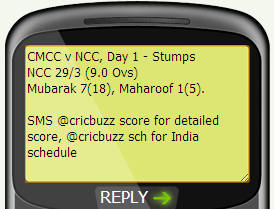 CMCC v NCC, Day 1 - Stumps
NCC 29/3 (9.0 Ovs)
Mubarak 7(18), Maharoof 1(5).
SMS @cricbuzz score for detailed
score, @cricbuzz sch for India
schedule
REPLY